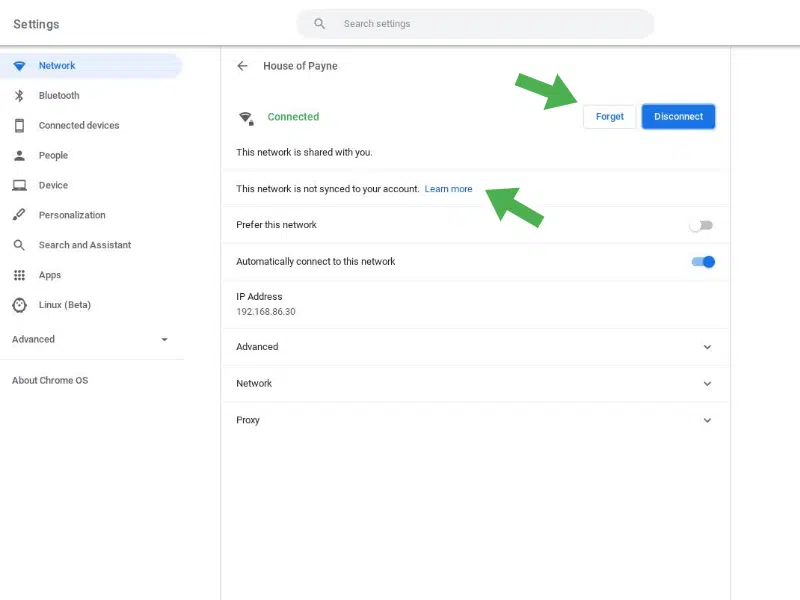 Settings
Search settings
Network
Bluetooth
Connected devices
People
Device
Personalization
Search and Assistant
Apps
Linux (Beta)
Advanced
About Chrome OS
House of Payne
Connected
Forget
Disconnect
This network is shared with you.
This network is not synced to your account. Learn more
Prefer this network
Automatically connect to this network
IP Address
192.168.86.30
Advanced
Network
Proxy